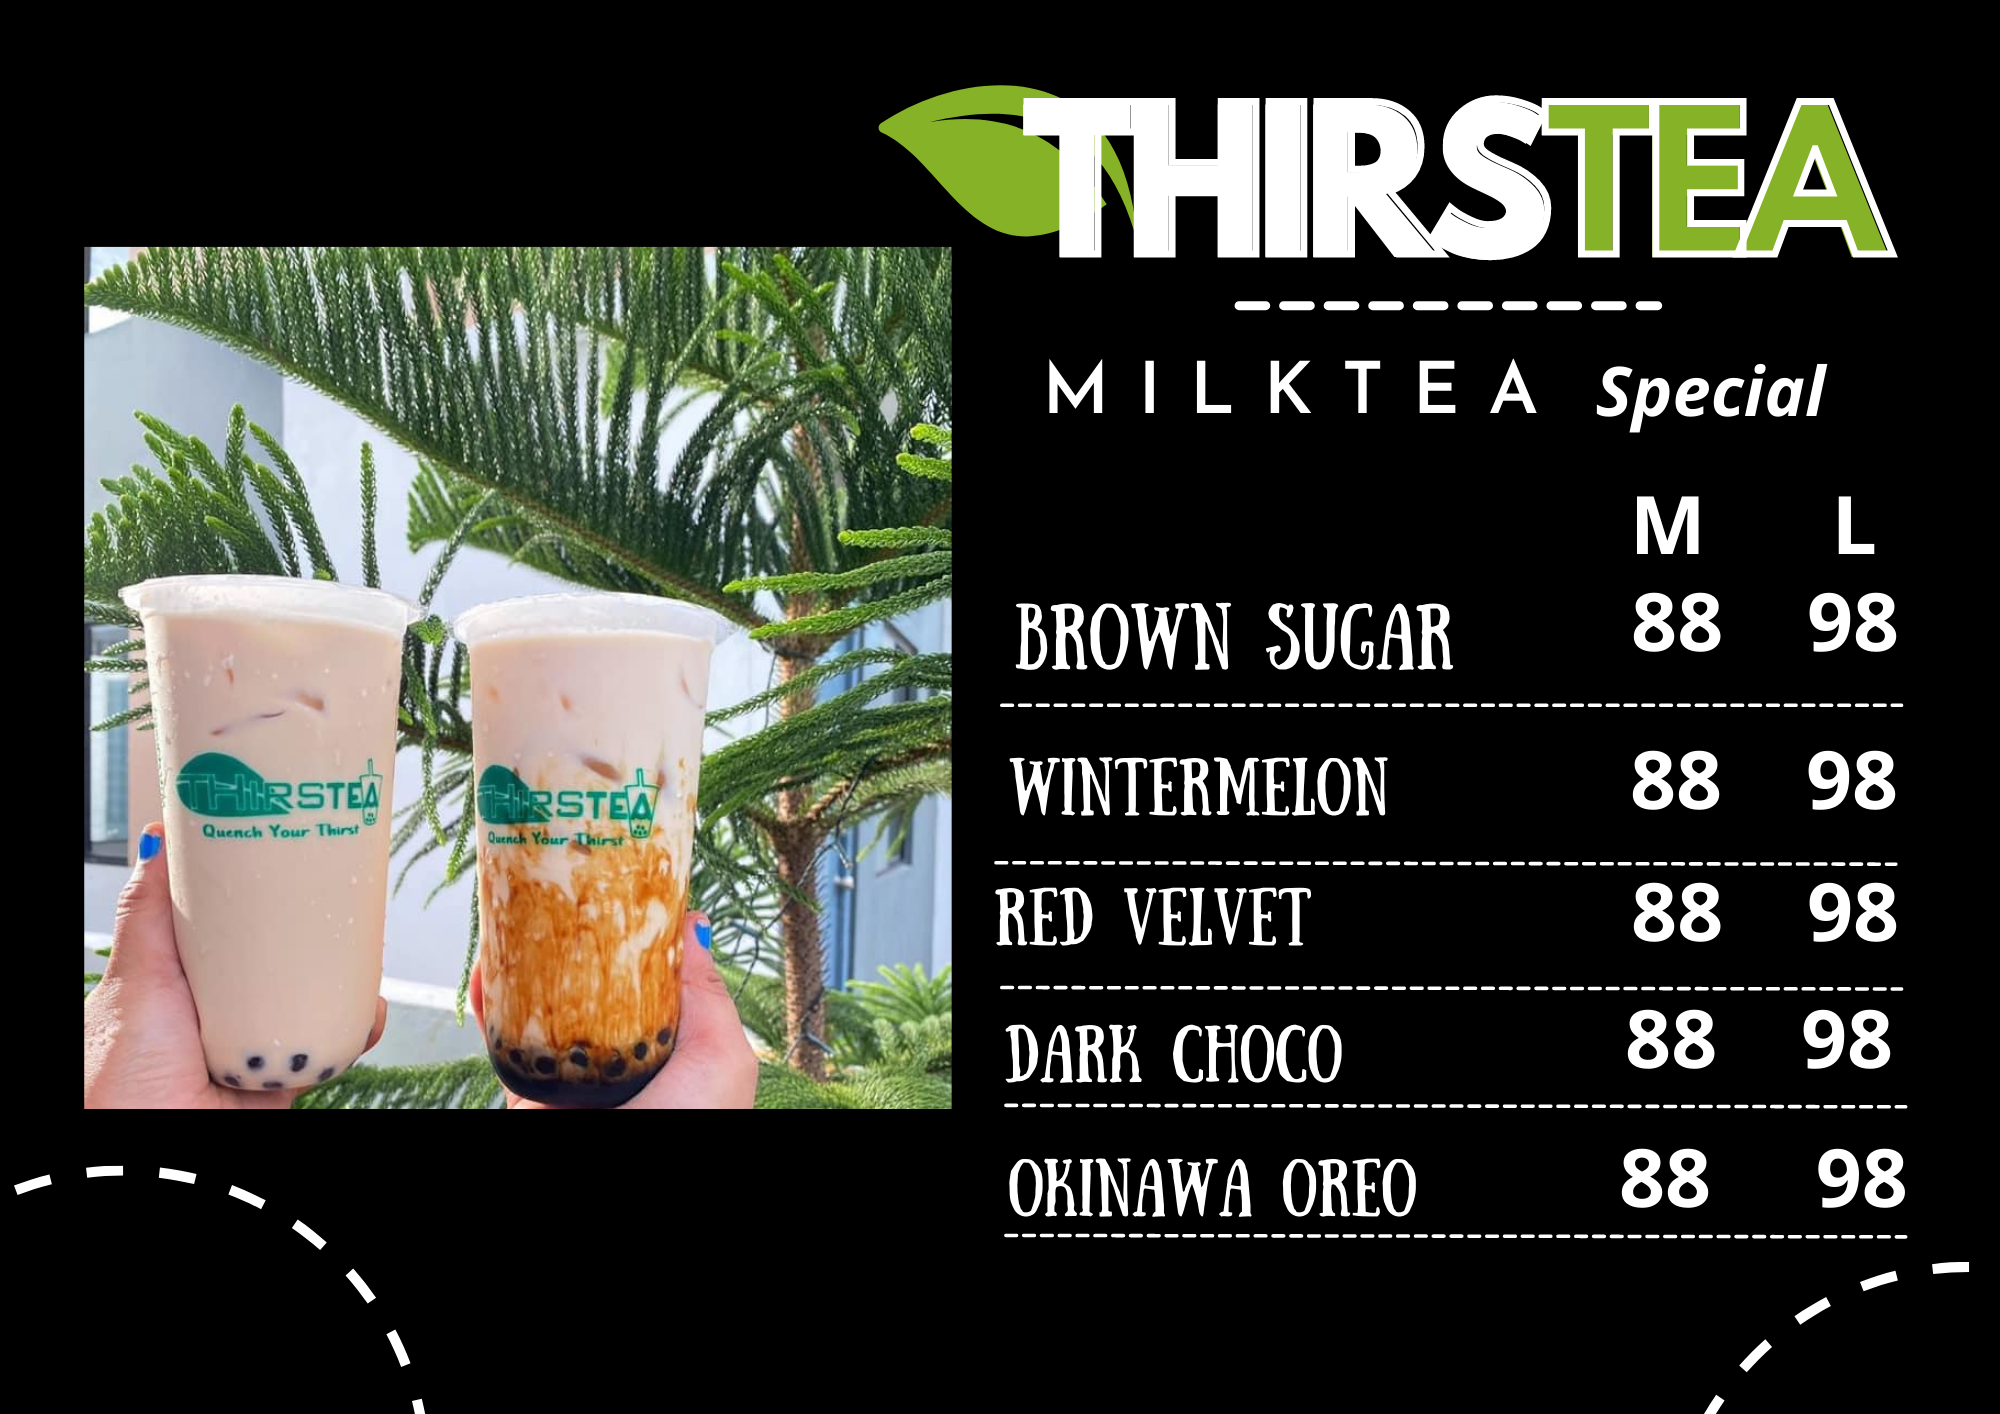 THIRSTEA
MILKTEA Special
M L
BROWN SUGAR 88 98
WINTERMELON 88 98
RED VELVET 88 98
DARK CHOCO 88 98
OKINAWA OREO 88 98
THIRSTEA
Quench Your Thirst
THIRSTEA
Quench Your Thirst